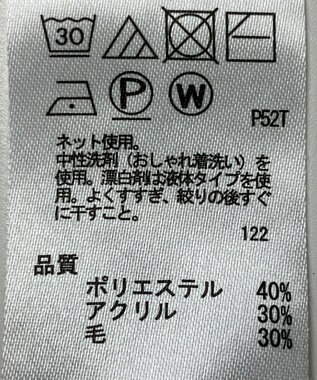 30
P W
P52T
ネット使用。
中性洗剤（おしゃれ着洗い）を
使用。漂白剤は液体タイプを使
用。よくすすぎ、絞りの後すぐ
に干すこと。
122
品質
ポリエステル 40%
アクリル 30%
毛 30%